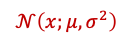 𝒩(x; μ, σ²)